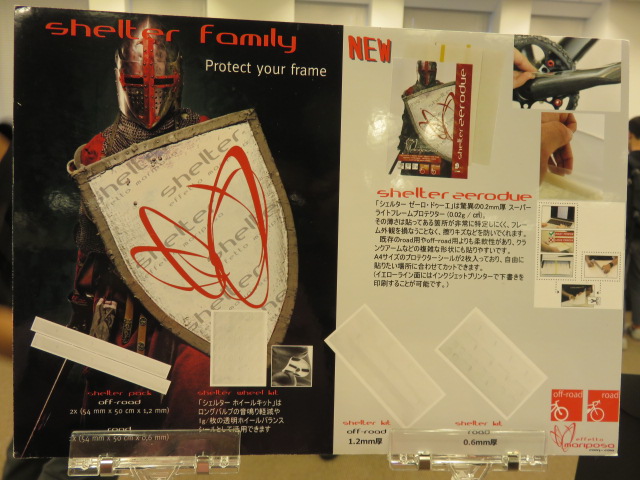 shelter family
Protect your frame
shelter pack
off-road
2x (54 mm x 50 cm x 1,2 mm)
road
2x (54 mm x 50 cm x 0,6 mm)
shelter wheel kit
「シェルター ホイールキット」は
ロングバルブの音鳴り軽減や
1g/枚の透明ホイールバランス
シールとして活用できます
NEW
shelter zerodue
shelter zerodue
「シェルター ゼーロ・ドゥーエ」は驚異の0.2mm厚 スーパー
ライトフレームプロテクター (0.02g / ㎠)。
その薄さは貼ってある箇所が非常に特定しにくく、フレー
ム外観を損なうことなく、擦りキズなどを防いでくれます。
既存のroad用やoff-road用よりも柔軟性があり、クラ
ンクアームなどの複雑な形状にも貼りやすいです。
A4サイズのプロテクターシールが2枚入っており、自由に
貼りたい場所に合わせてカットできます。
(イエローライン面にはインクジェットプリンターで下書きを
印刷することが可能です。)
shelter kit
off-road
1.2mm厚
shelter kit
road
0.6mm厚
off-road
road
effetto
mariposa